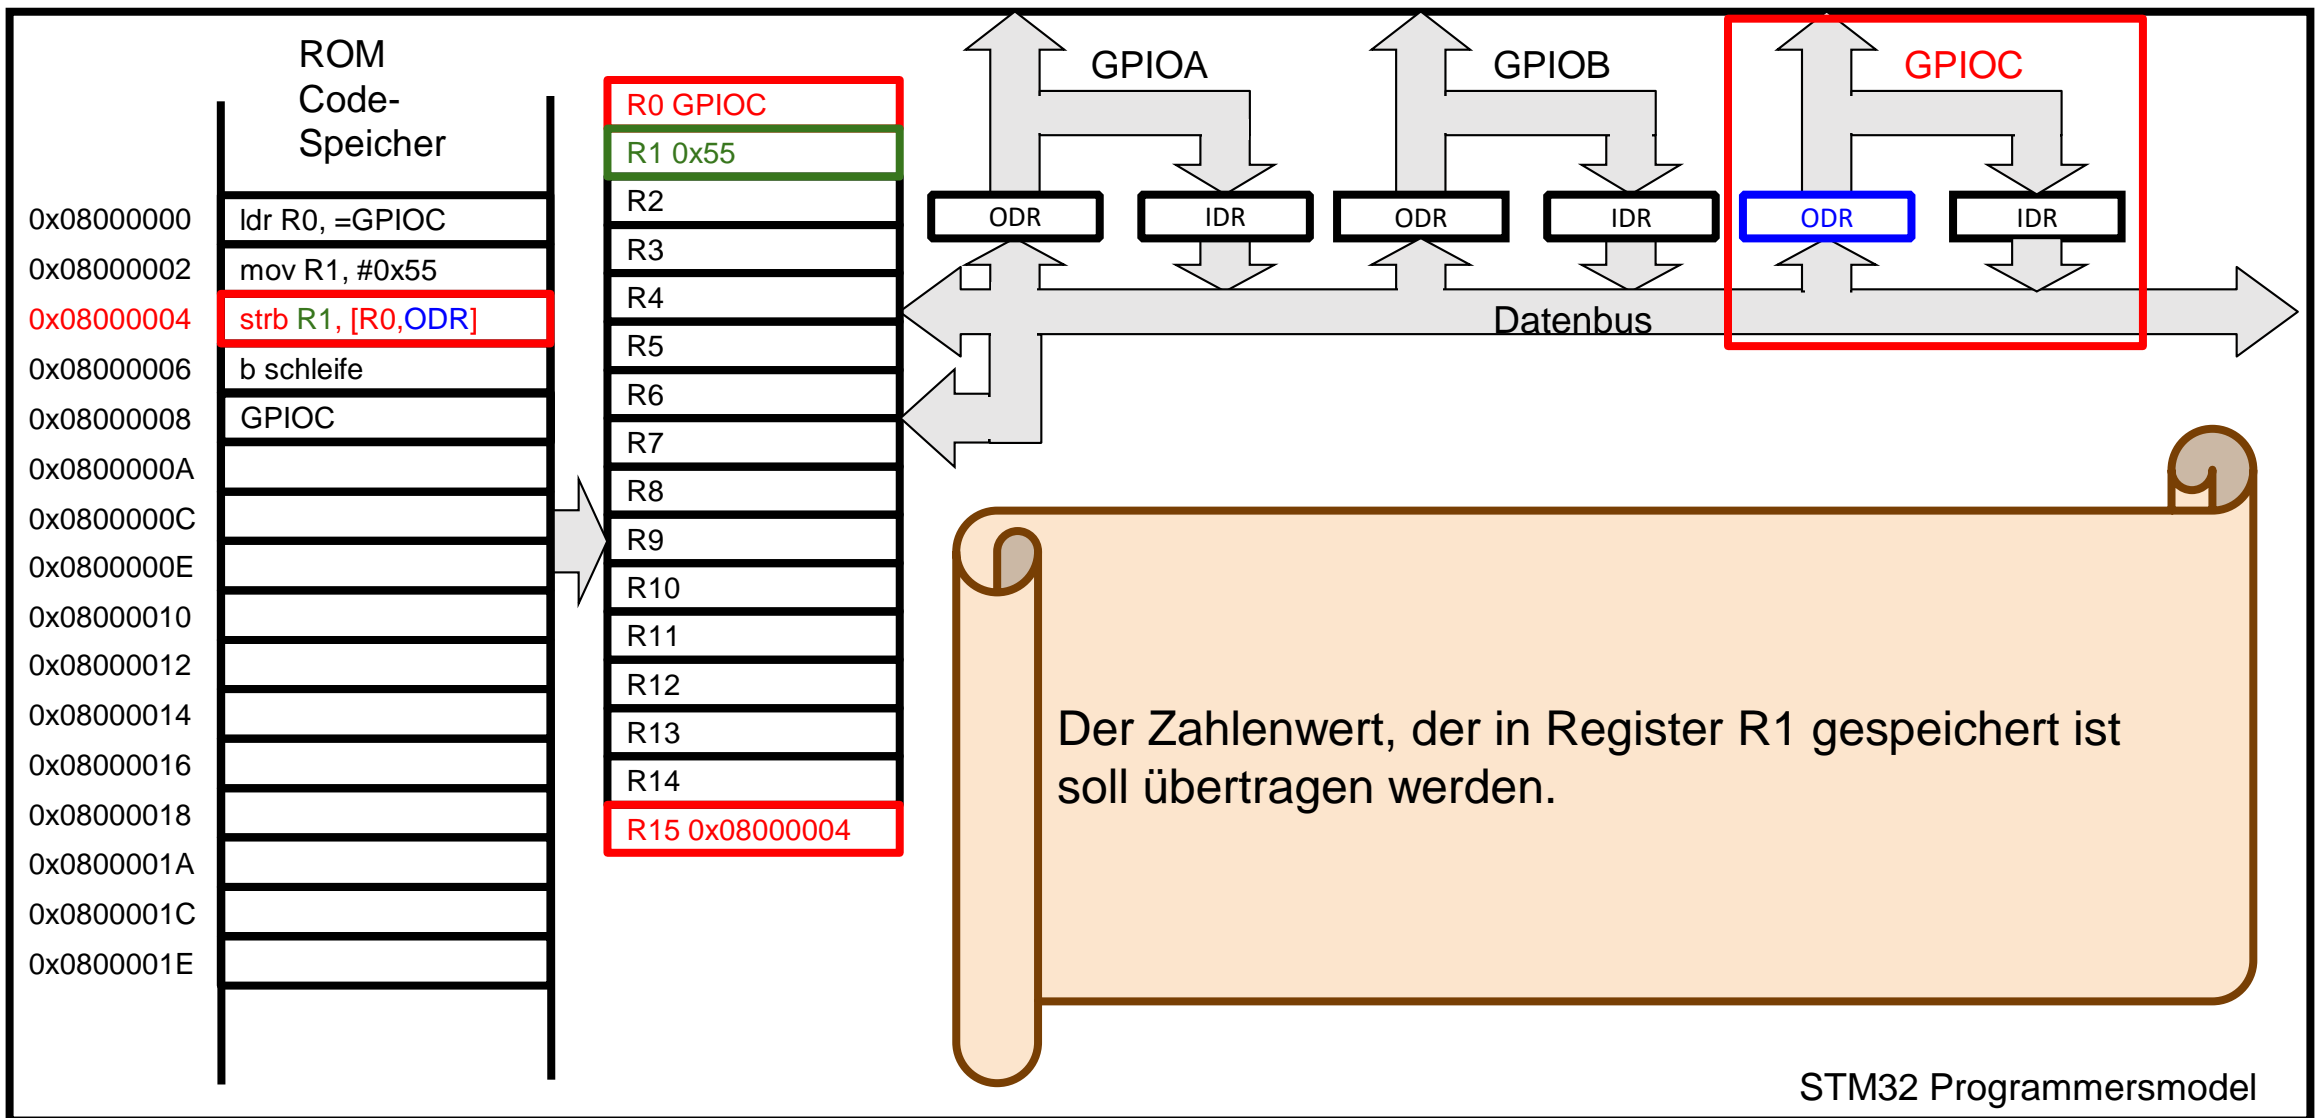 ROM
Code-
Speicher
0x08000000 ldr R0, =GPIOC
0x08000002 mov R1, #0x55
0x08000004 strb R1, [R0,ODR]
0x08000006 b schleife
0x08000008 GPIOC
0x0800000A
0x0800000C
0x0800000E
0x08000010
0x08000012
0x08000014
0x08000016
0x08000018
0x0800001A
0x0800001C
0x0800001E
R0 GPIOC
R1 0x55
R2
R3
R4
R5
R6
R7
R8
R9
R10
R11
R12
R13
R14
R15 0x08000004
GPIOA
GPIOB
GPIOC
ODR
IDR
ODR
IDR
ODR
IDR
Datenbus
Der Zahlenwert, der in Register R1 gespeichert ist
soll übertragen werden.
STM32 Programmersmodel